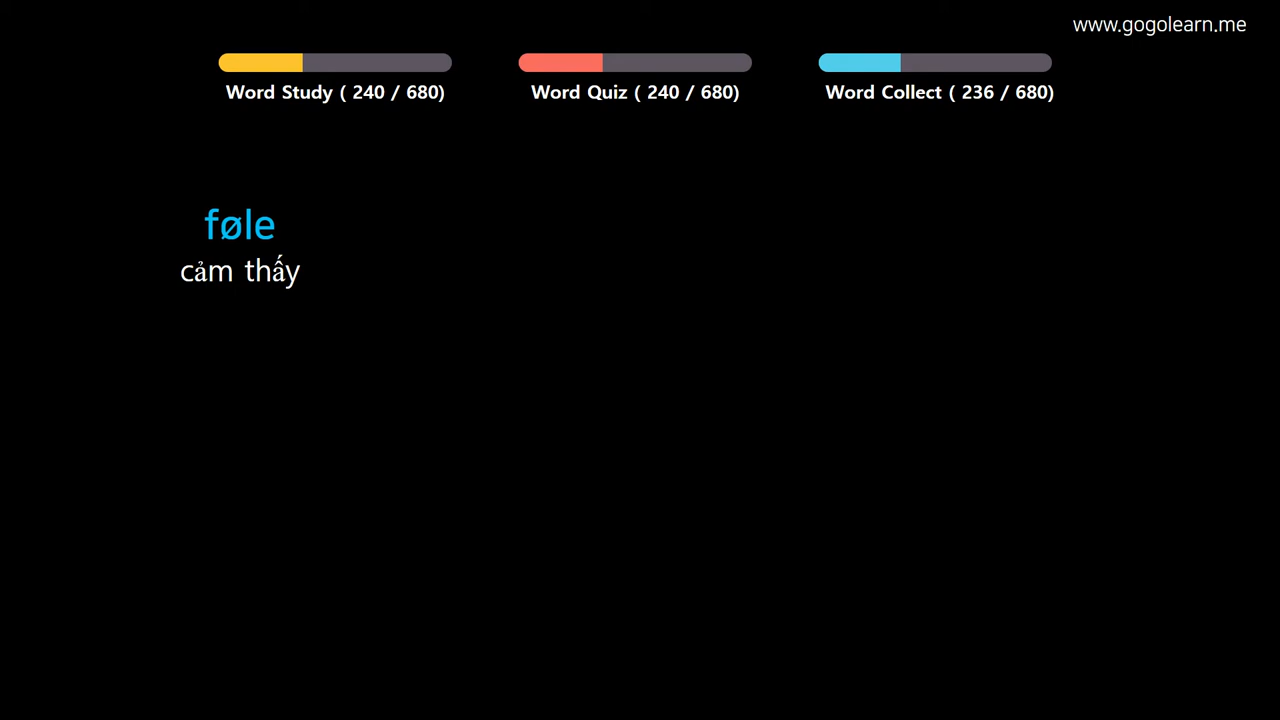 www.gogolearn.me
Word Study ( 240 / 680)
Word Quiz ( 240 / 680)
Word Collect ( 236 / 680)
føle
cảm thấy